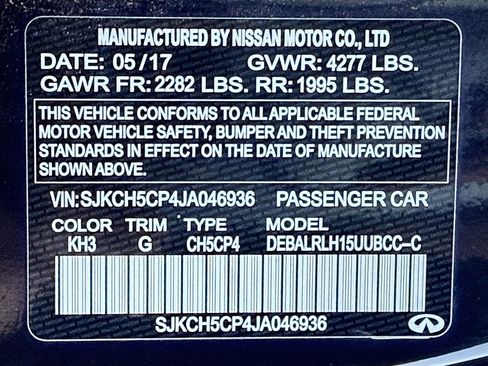 MANUFACTURED BY NISSAN MOTOR CO., LTD
DATE: 05/17 GVWR: 4277 LBS.
GAWR FR: 2282 LBS. RR: 1995 LBS.
THIS VEHICLE CONFORMS TO ALL APPLICABLE FEDERAL
MOTOR VEHICLE SAFETY, BUMPER AND THEFT PREVENTION
STANDARDS IN EFFECT ON THE DATE OF MANUFACTURE
SHOWN ABOVE.
VIN: SJKCH5CP4JA046936 PASSENGER CAR
COLOR TRIM TYPE MODEL
KH3 G CH5CP4 DEBALRLH15UUBCC-C
SJKCH5CP4JA046936